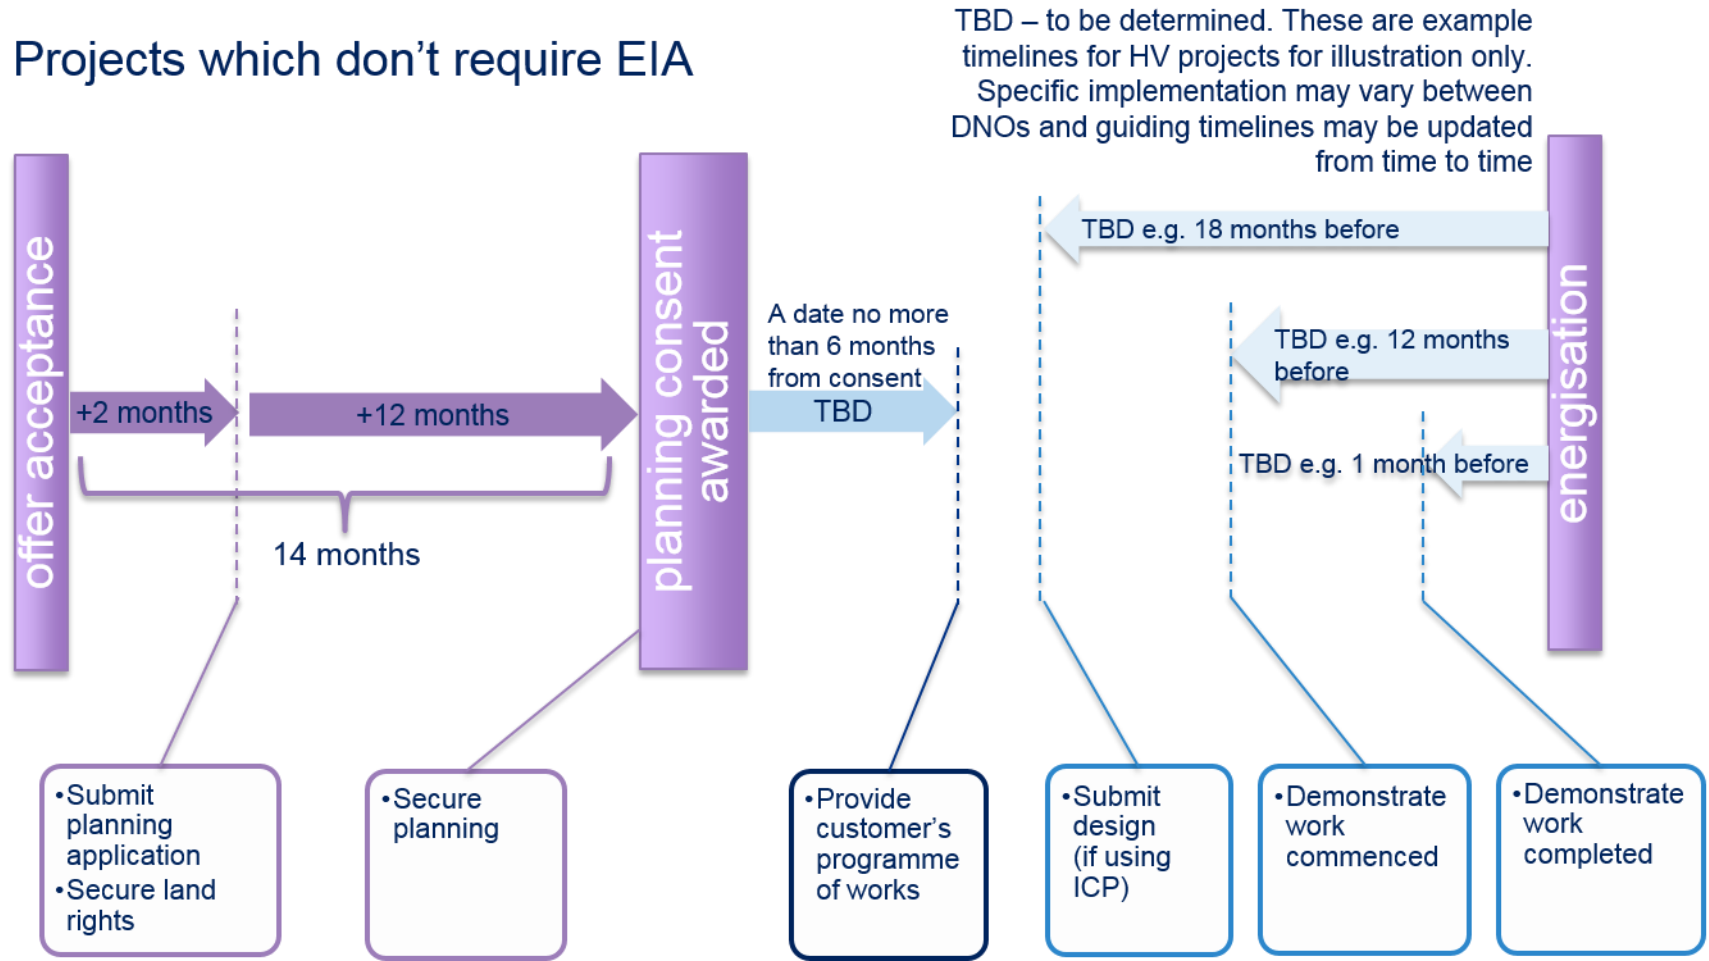 Projects which don't require EIA
TBD – to be determined. These are example
timelines for HV projects for illustration only.
Specific implementation may vary between
DNOs and guiding timelines may be updated
from time to time
offer acceptance
+2 months
+12 months
14 months
planning consent
awarded
A date no more
than 6 months
from consent
TBD
TBD e.g. 18 months before
TBD e.g. 12 months
before
TBD e.g. 1 month before
energisation
•Submit
planning
application
•Secure land
rights
•Secure
planning
•Provide
customer's
programme
of works
•Submit
design
(if using
ICP)
•Demonstrate
work
commenced
•Demonstrate
work
completed